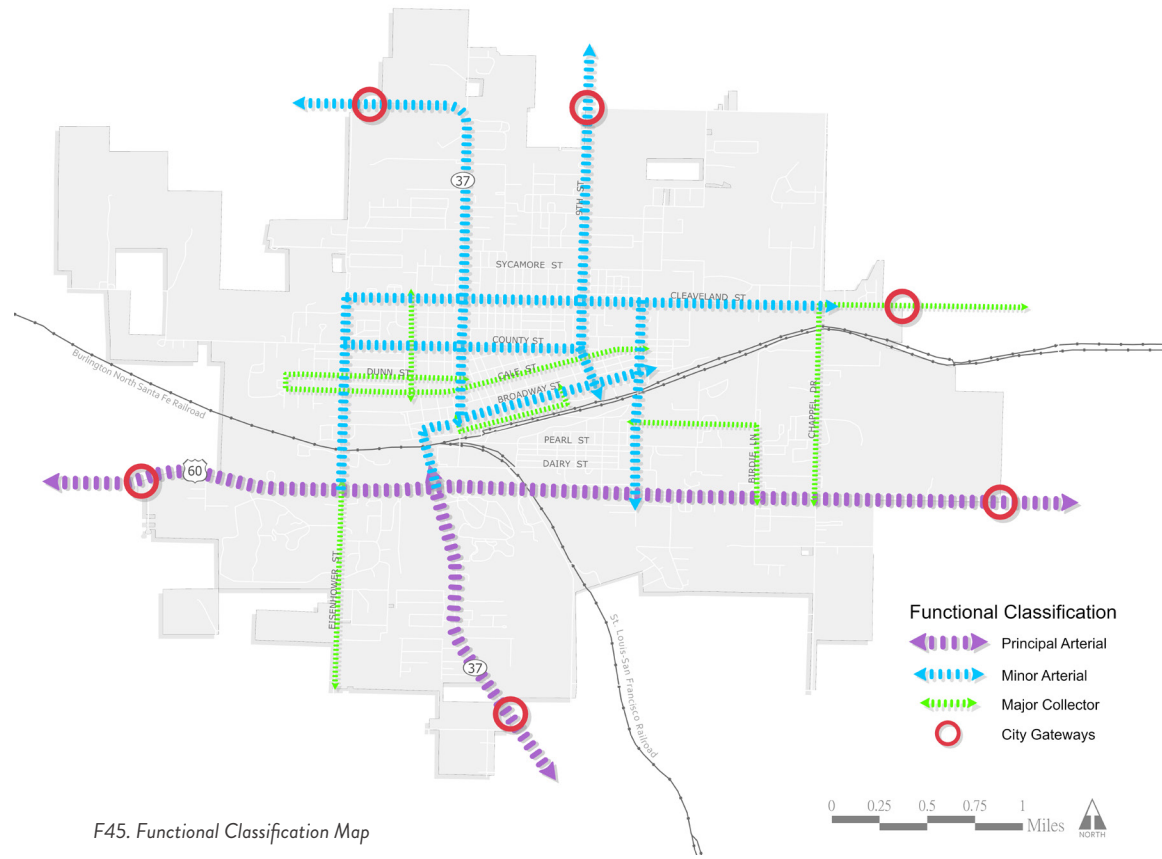 37
9TH ST
SYCAMORE ST
CLEAVELAND ST
COUNTY ST
DUNN ST
CALE ST
BROADWAY ST
Burlington North Santa Fe Railroad
PEARL ST
DAIRY ST
BIRDIE LN
CHAPPEL DR
60
EISENHOWER ST
37
St. Louis-San Francisco Railroad
Functional Classification
Principal Arterial
Minor Arterial
Major Collector
City Gateways
0 0.25 0.5 0.75 1
Miles
NORTH
F45. Functional Classification Map